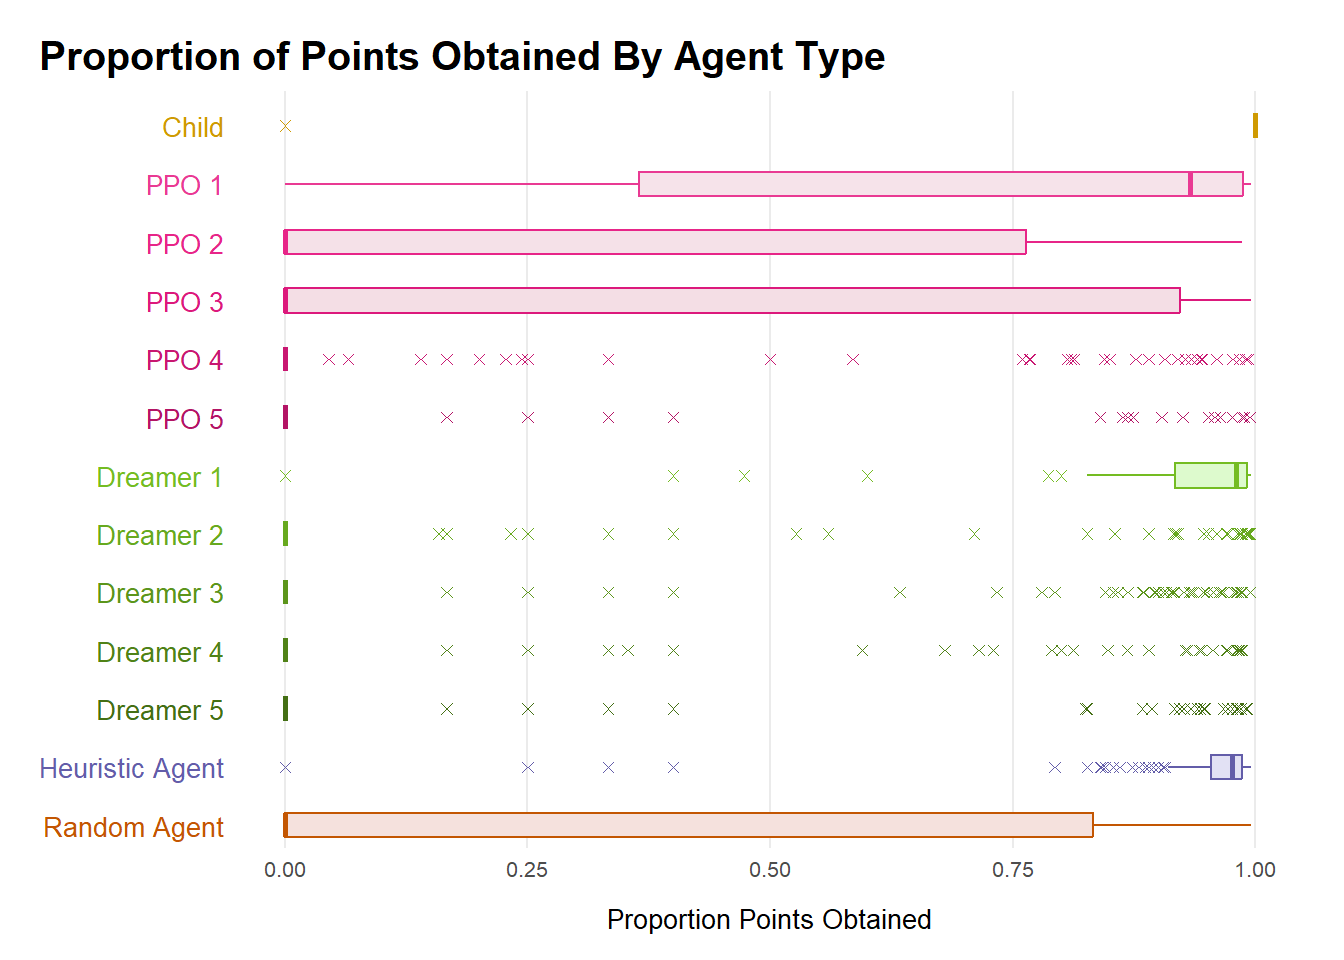 Proportion of Points Obtained By Agent Type
Child
PPO 1
PPO 2
PPO 3
PPO 4
PPO 5
Dreamer 1
Dreamer 2
Dreamer 3
Dreamer 4
Dreamer 5
Heuristic Agent
Random Agent
0.00 0.25 0.50 0.75 1.00
Proportion Points Obtained